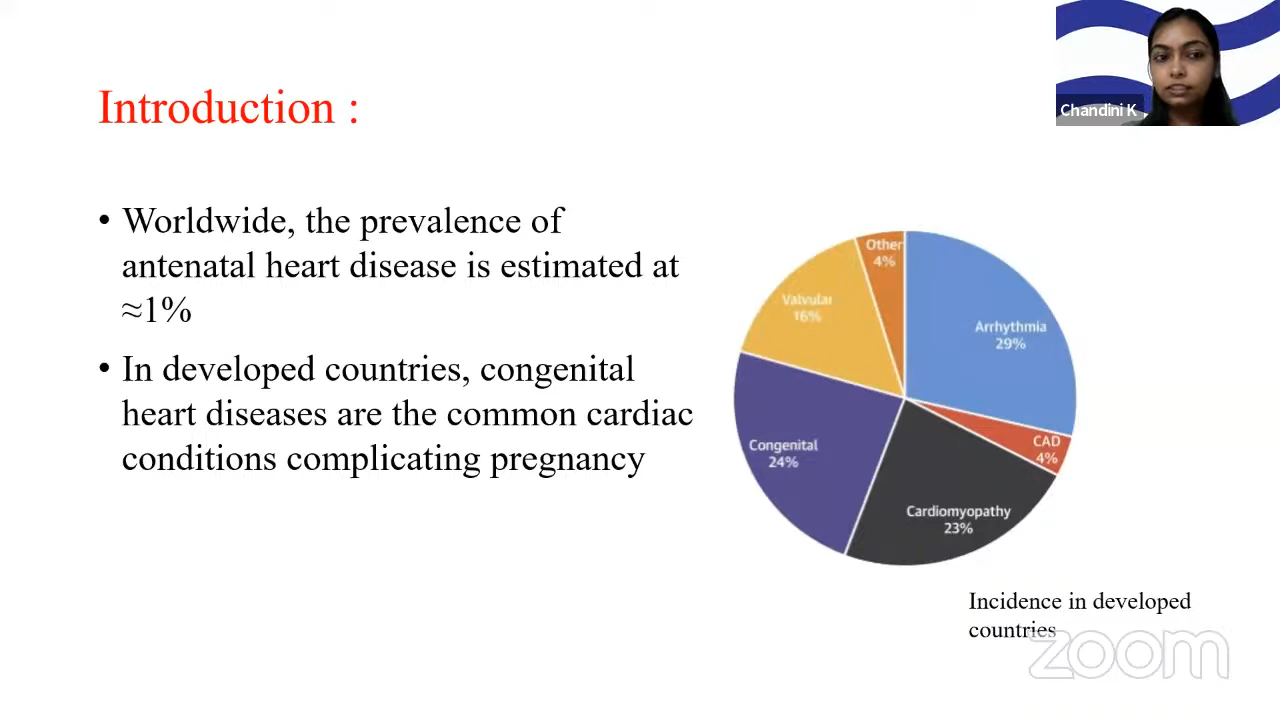 Chandini K
Introduction :
• Worldwide, the prevalence of
antenatal heart disease is estimated at
≈1%
• In developed countries, congenital
heart diseases are the common cardiac
conditions complicating pregnancy
Other
4%
Valvular
16%
Arrhythmia
29%
CAD
4%
Congenital
24%
Cardiomyopathy
23%
Incidence in developed
countries
zoom